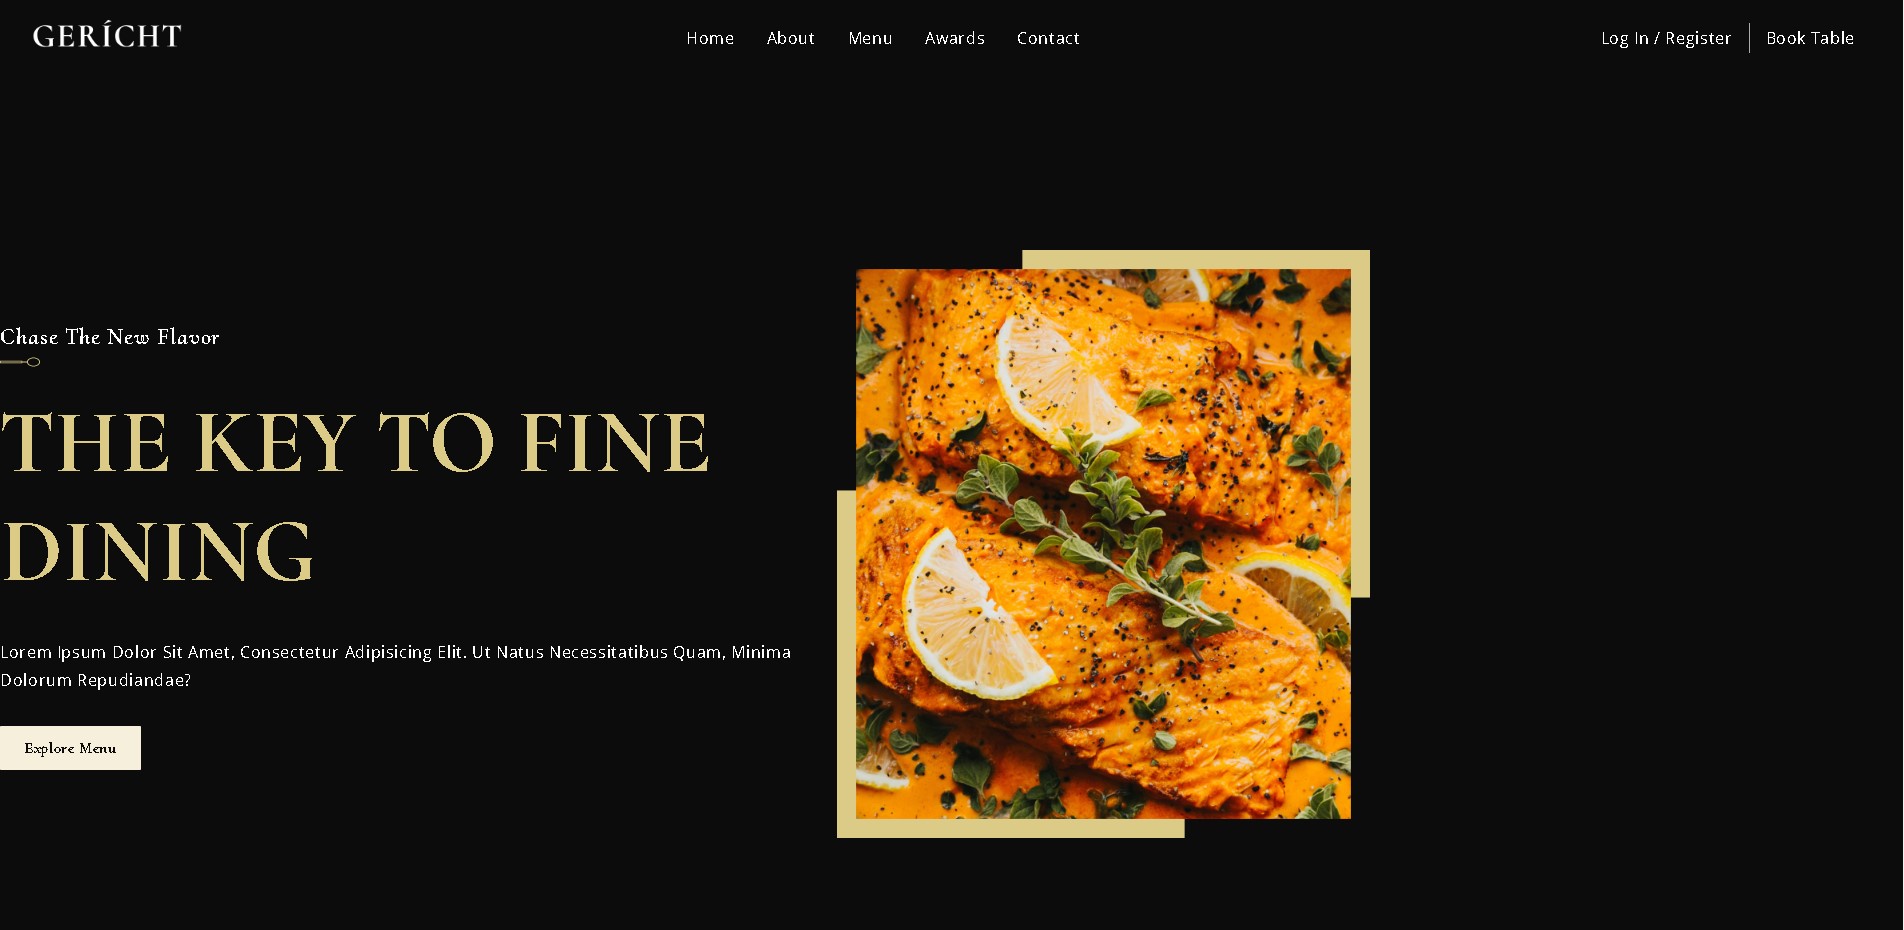 GERÍCHT
Home About Menu Awards Contact
Log In / Register Book Table
Chase The New Flavor
THE KEY TO FINE
DINING
Lorem Ipsum Dolor Sit Amet, Consectetur Adipisicing Elit. Ut Natus Necessitatibus Quam, Minima
Dolorum Repudiandae?
Explore Menu